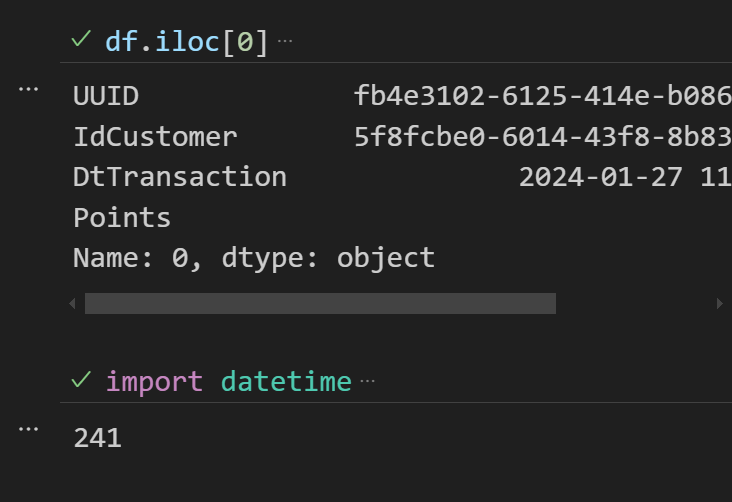 df.iloc[0] ...
UUID fb4e3102-6125-414e-b086
IdCustomer 5f8fcbe0-6014-43f8-8b83
DtTransaction 2024-01-27 11
Points
Name: 0, dtype: object
import datetime ...
241